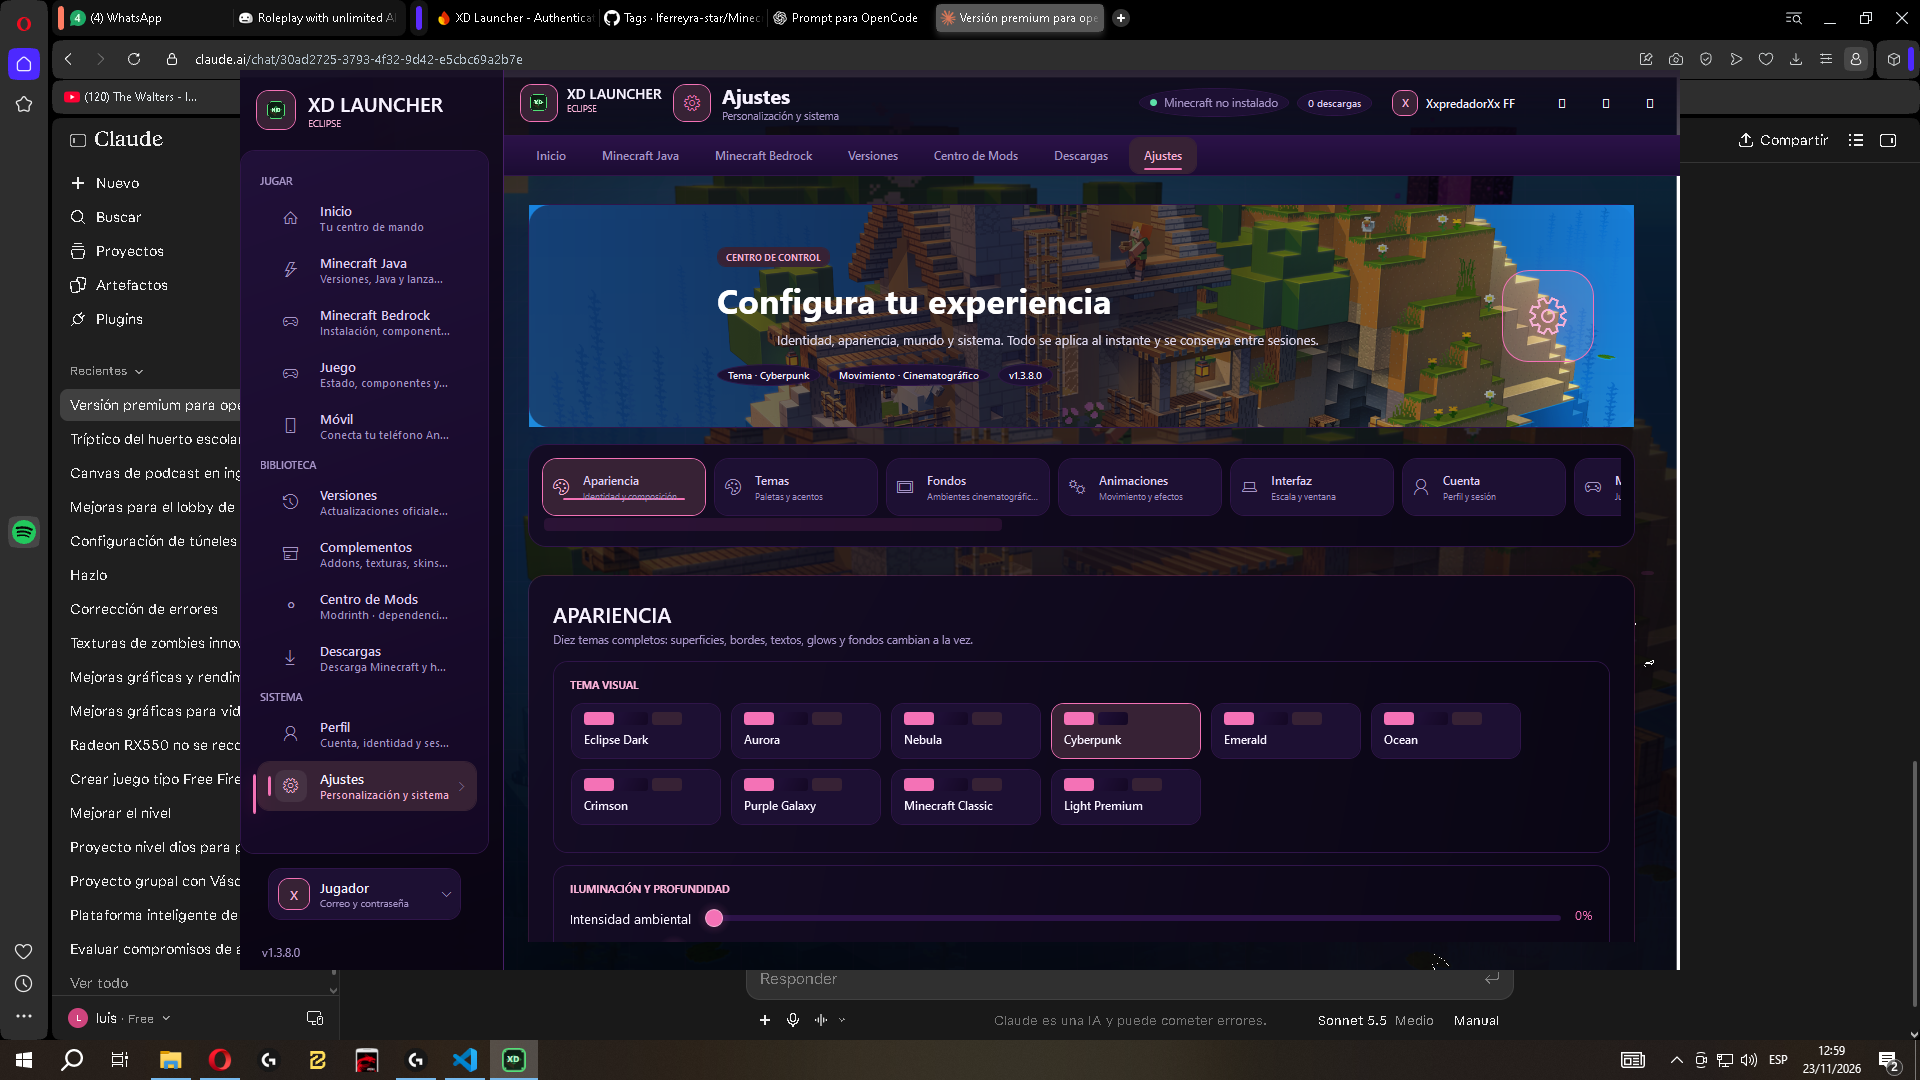 (4) WhatsApp
Roleplay with unlimited AI
XD Launcher - Authentica
Tags · lferreyra-star/Minec
Prompt para OpenCode
Versión premium para ope
claude.ai/chat/30ad2725-3793-4f32-9d42-e5cbc69a2b7e
(120) The Walters - I...
Claude
Nuevo
Buscar
Proyectos
Artefactos
Plugins
Recientes
Versión premium para ope
Tríptico del huerto escolar
Canvas de podcast en ing
Mejoras para el lobby de
Configuración de túneles
Hazlo
Corrección de errores
Texturas de zombies innov
Mejoras gráficas y rendim
Mejoras gráficas para vid
Radeon RX550 no se reco
Crear juego tipo Free Fire
Mejorar el nivel
Proyecto nivel dios para p
Proyecto grupal con Vásc
Plataforma inteligente de
Evaluar compromisos de a
Ver todo
L luis · Free
XD LAUNCHER
ECLIPSE
JUGAR
Inicio
Tu centro de mando
Minecraft Java
Versiones, Java y lanza...
Minecraft Bedrock
Instalación, component...
Juego
Estado, componentes y...
Móvil
Conecta tu teléfono An...
BIBLIOTECA
Versiones
Actualizaciones oficiale...
Complementos
Addons, texturas, skins...
Centro de Mods
Modrinth · dependenci...
Descargas
Descarga Minecraft y h...
SISTEMA
Perfil
Cuenta, identidad y ses...
Ajustes
Personalización y sistema
X
Jugador
Correo y contraseña
v1.3.8.0
XD
XD LAUNCHER
ECLIPSE
Ajustes
Personalización y sistema
Minecraft no instalado
0 descargas
X XxpredadorXx FF
Inicio
Minecraft Java
Minecraft Bedrock
Versiones
Centro de Mods
Descargas
Ajustes
CENTRO DE CONTROL
Configura tu experiencia
Identidad, apariencia, mundo y sistema. Todo se aplica al instante y se conserva entre sesiones.
Tema · Cyberpunk
Movimiento · Cinematográfico
v1.3.8.0
Apariencia
Identidad y composición
Temas
Paletas y acentos
Fondos
Ambientes cinematográfic...
Animaciones
Movimiento y efectos
Interfaz
Escala y ventana
Cuenta
Perfil y sesión
APARIENCIA
Diez temas completos: superficies, bordes, textos, glows y fondos cambian a la vez.
TEMA VISUAL
Eclipse Dark
Aurora
Nebula
Cyberpunk
Emerald
Ocean
Crimson
Purple Galaxy
Minecraft Classic
Light Premium
ILUMINACIÓN Y PROFUNDIDAD
Intensidad ambiental
0%
Compartir
Responder
Claude es una IA y puede cometer errores.
Sonnet 5.5 Medio
Manual
XD
ESP
12:59
23/11/2026
2